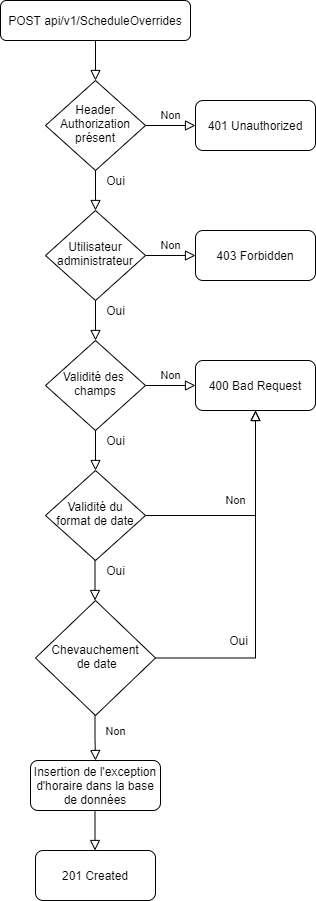 POST api/v1/ScheduleOverrides
Header
Authorization
présent
Non
401 Unauthorized
Oui
Utilisateur
administrateur
Non
403 Forbidden
Oui
Validité des
champs
Non
400 Bad Request
Oui
Validité du
format de date
Non
Oui
Chevauchement
de date
Oui
Non
Insertion de l'exception
d'horaire dans la base
de données
201 Created